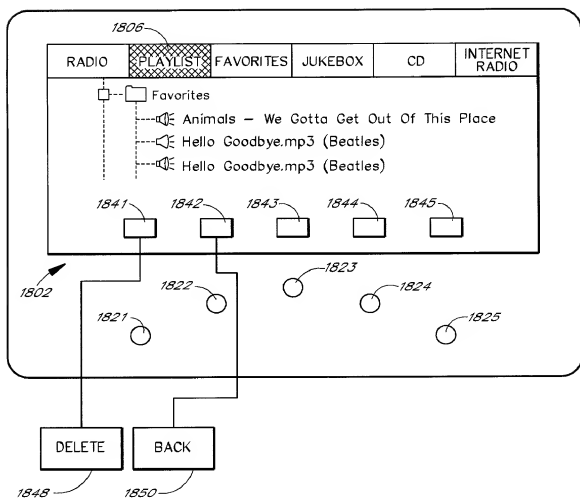 1806
RADIO PLAYLIST FAVORITES JUKEBOX CD INTERNET RADIO
Favorites
Animals – We Gotta Get Out Of This Place
Hello Goodbye.mp3 (Beatles)
Hello Goodbye.mp3 (Beatles)
1841 1842 1843 1844 1845
1802
1821 1822 1823 1824 1825
DELETE BACK
1848 1850